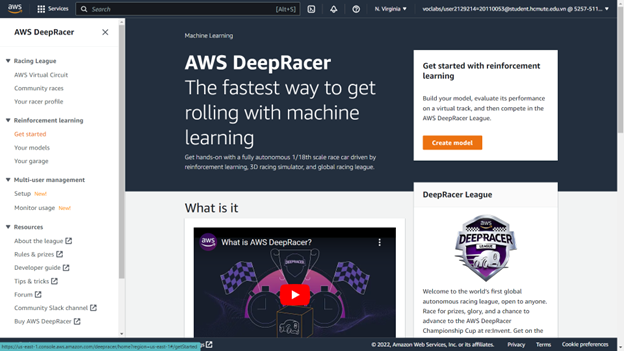 aws
Services
Search
[Alt+S]
N. Virginia
voclabs/user2129214=20110053@student.hcmute.edu.vn @ 5257-511...
AWS DeepRacer
Racing League
AWS Virtual Circuit
Community races
Your racer profile
Reinforcement learning
Get started
Your models
Your garage
Multi-user management
Setup New!
Monitor usage New!
Resources
About the league
Rules & prizes
Developer guide
Tips & tricks
Forum
Community Slack channel
Buy AWS DeepRacer
Machine Learning
AWS DeepRacer
The fastest way to get
rolling with machine
learning
Get hands-on with a fully autonomous 1/18th scale race car driven by
reinforcement learning, 3D racing simulator, and global racing league.
Get started with reinforcement
learning
Build your model, evaluate its performance
on a virtual track, and then compete in the
AWS DeepRacer League.
Create model
What is it
aws
What is AWS DeepRacer?
DEEPRACER
DeepRacer League
aws
DEEPRACER
LEAGUE
Welcome to the world's first global
autonomous racing league, open to anyone.
Race for prizes, glory, and a chance to
advance to the AWS DeepRacer
Championship Cup at re:Invent. Get on the
https://us-east-1.console.aws.amazon.com/deepracer/home?region=us-east-1#/getStarted
© 2022, Amazon Web Services, Inc. or its affiliates.
Privacy
Terms
Cookie preferences